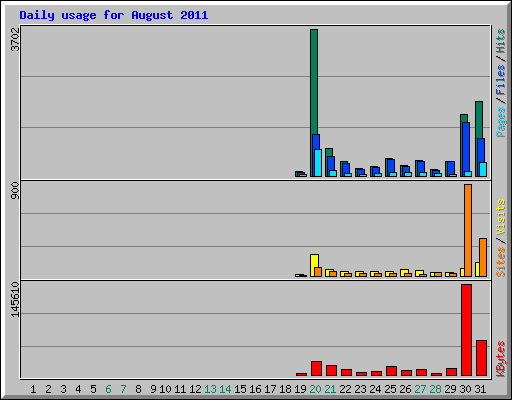 Daily usage for August 2011
3702
Pages / Files / Hits
900
Sites / Visits
145610
KBytes
1 2 3 4 5 6 7 8 9 10 11 12 13 14 15 16 17 18 19 20 21 22 23 24 25 26 27 28 29 30 31